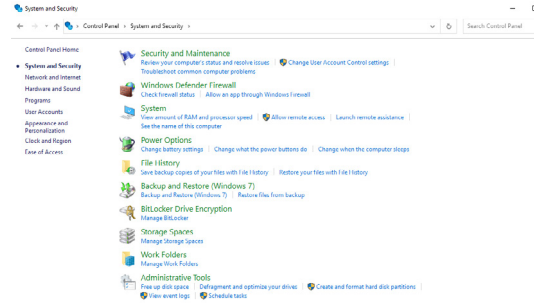 System and Security
Control Panel > System and Security >
Search Control Panel
Control Panel Home
System and Security
Network and Internet
Hardware and Sound
Programs
User Accounts
Appearance and
Personalization
Clock and Region
Ease of Access
Security and Maintenance
Review your computer's status and resolve issues | Change User Account Control settings |
Troubleshoot common computer problems
Windows Defender Firewall
Check firewall status | Allow an app through Windows Firewall
System
View amount of RAM and processor speed | Allow remote access | Launch remote assistance |
See the name of this computer
Power Options
Change battery settings | Change what the power buttons do | Change when the computer sleeps
File History
Save backup copies of your files with File History | Restore your files with File History
Backup and Restore (Windows 7)
Backup and Restore (Windows 7) | Restore files from backup
BitLocker Drive Encryption
Manage BitLocker
Storage Spaces
Manage Storage Spaces
Work Folders
Manage Work Folders
Administrative Tools
Free up disk space | Defragment and optimize your drives | Create and format hard disk partitions |
View event logs | Schedule tasks